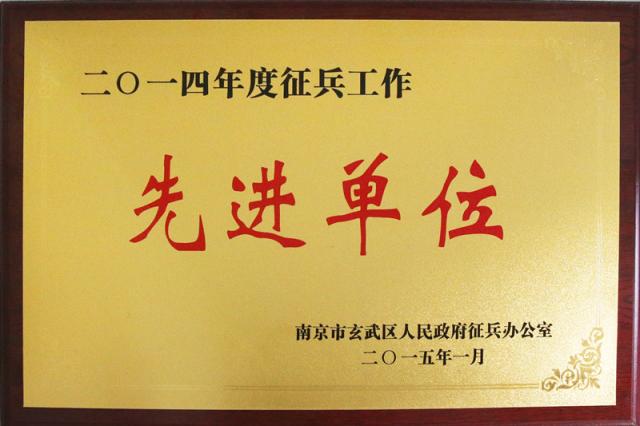 二〇一四年度征兵工作
先进单位
南京市玄武区人民政府征兵办公室
二〇一五年一月